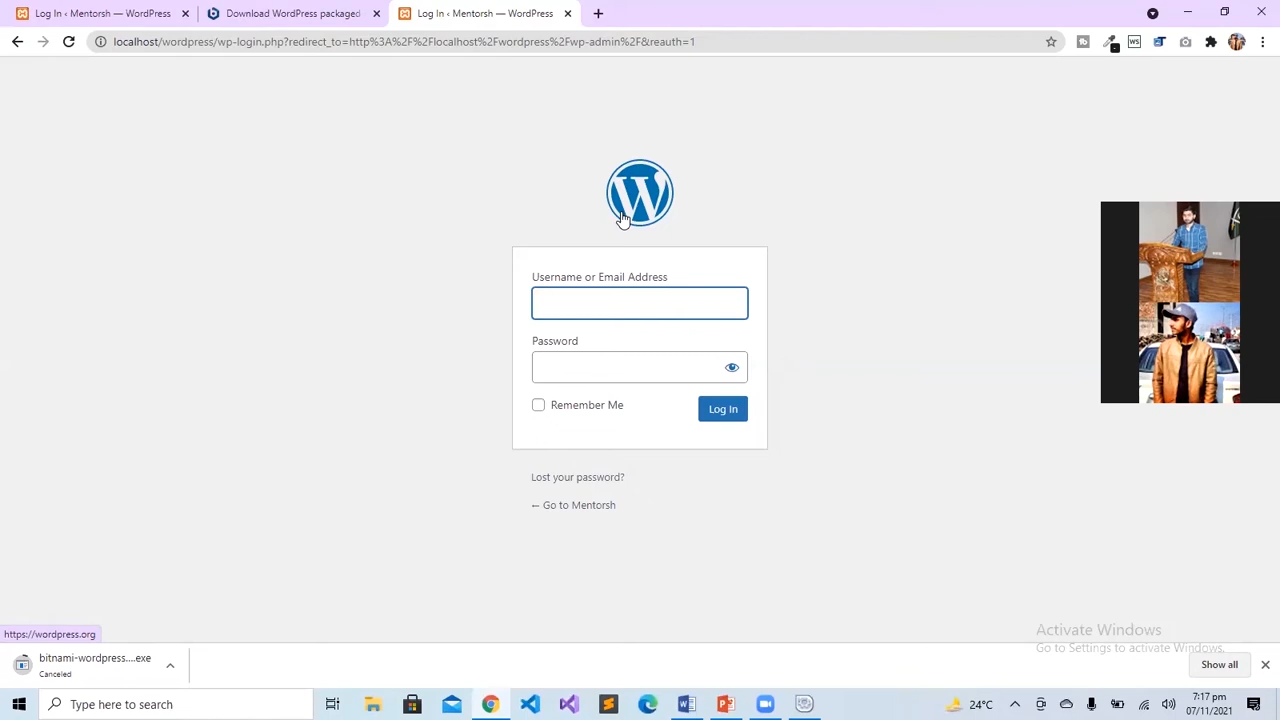 Log In ‹ Mentorsh — WordPress
Download WordPress packaged
Log In ‹ Mentorsh — WordPress
localhost/wordpress/wp-login.php?redirect_to=http%3A%2F%2Flocalhost%2Fwordpress%2Fwp-admin%2F&reauth=1
Username or Email Address
Password
Remember Me
Log In
Lost your password?
← Go to Mentorsh
https://wordpress.org
Activate Windows
Go to Settings to activate Windows.
bitnami-wordpress....exe
Canceled
Show all
Type here to search
24°C
7:17 pm
07/11/2021